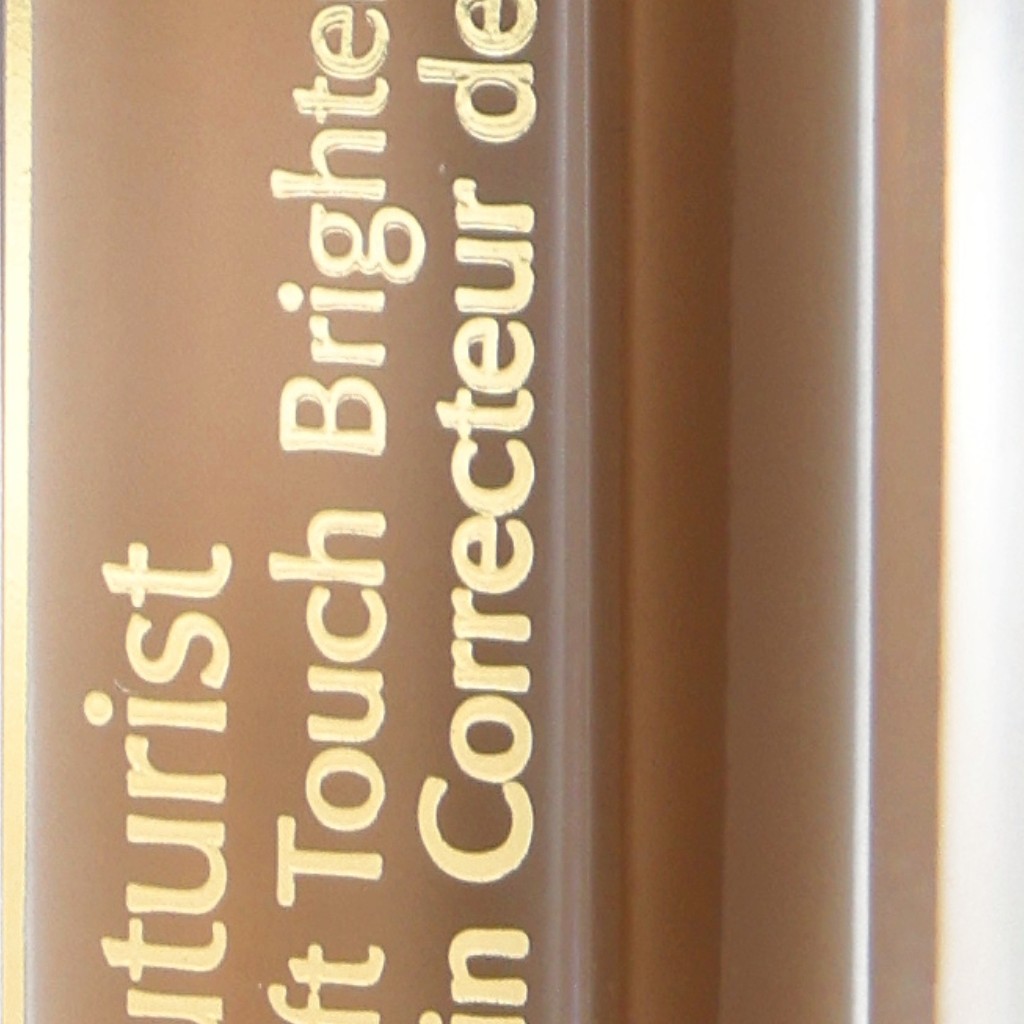 uturist
ft Touch Brighte
in Correcteur de